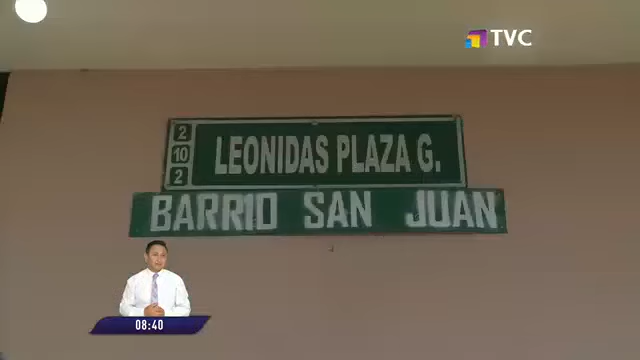 TVC
2
10
2
LEONIDAS PLAZA G.
BARRIO SAN JUAN
08:40